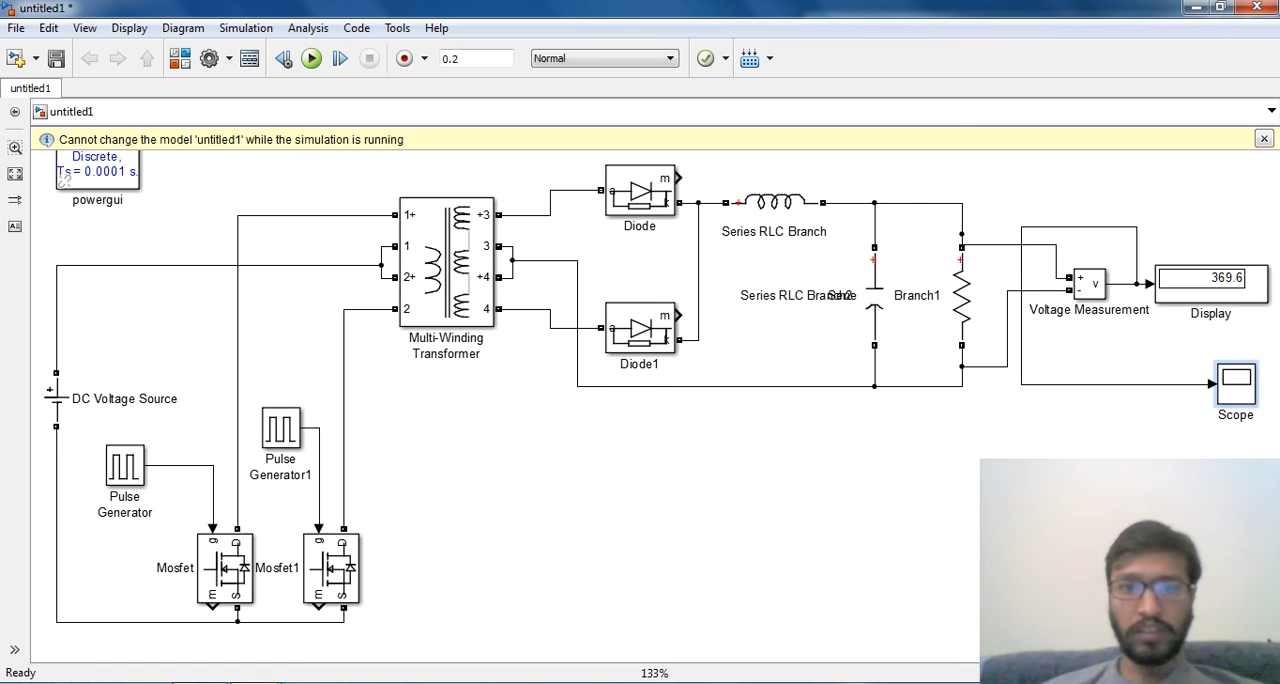 untitled1 *
File Edit View Display Diagram Simulation Analysis Code Tools Help
0.2
Normal
untitled1
untitled1
Cannot change the model 'untitled1' while the simulation is running
Discrete,
Ts = 0.0001 s.
powergui
1+
1
2+
2
+3
3
+4
4
Multi-Winding
Transformer
a
m
k
Diode
a
m
k
Diode1
+
Series RLC Branch
+
Series RLC Branch2
+
Branch1
+
-
v
Voltage Measurement
369.6
Display
Scope
+
DC Voltage Source
Pulse
Generator
Pulse
Generator1
g
D
m
S
Mosfet
g
D
m
S
Mosfet1
Ready
133%